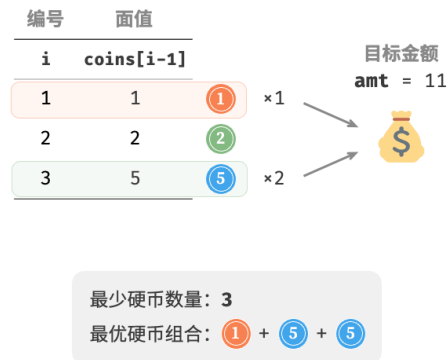 编号 面值
i coins[i-1]
1 1 1 ×1
2 2 2
3 5 5 ×2
目标金额
amt = 11
$
最少硬币数量：3
最优硬币组合：1 + 5 + 5